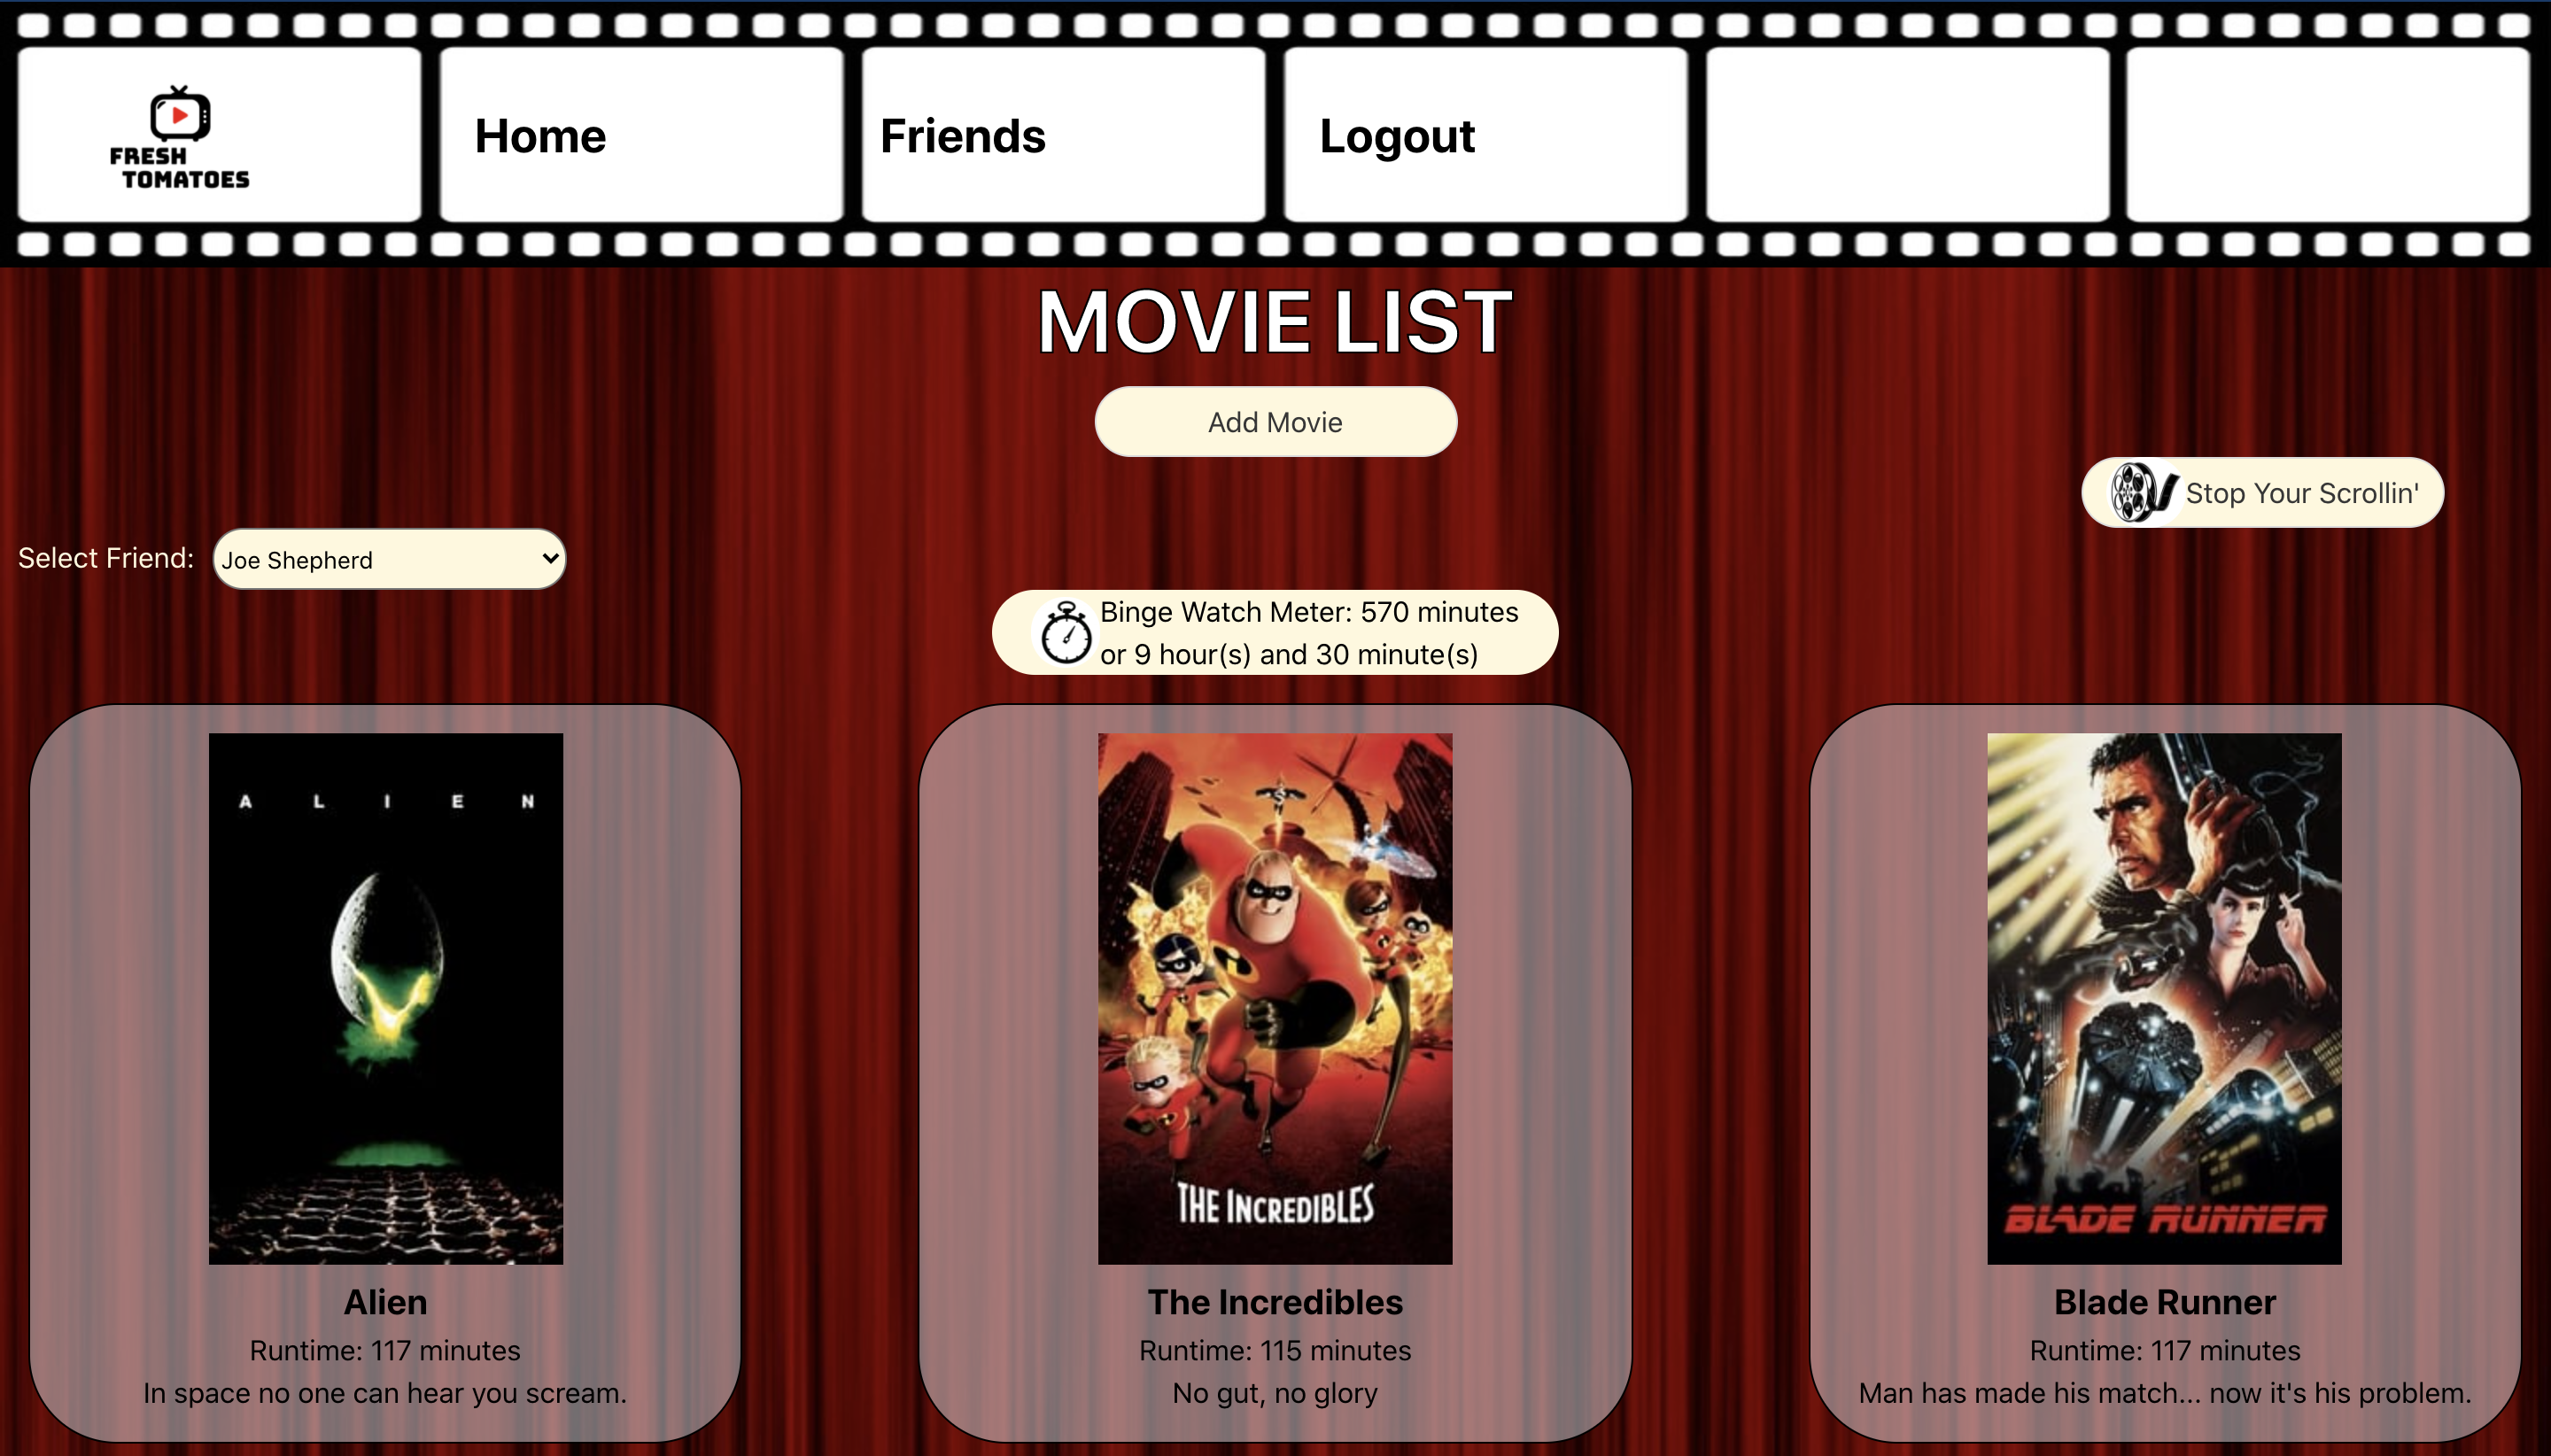 FRESH
TOMATOES
Home
Friends
Logout
MOVIE LIST
Add Movie
Stop Your Scrollin'
Select Friend:
Joe Shepherd
Binge Watch Meter: 570 minutes
or 9 hour(s) and 30 minute(s)
A L I E N
THE INCREDIBLES
BLADE RUNNER
Alien
Runtime: 117 minutes
In space no one can hear you scream.
The Incredibles
Runtime: 115 minutes
No gut, no glory
Blade Runner
Runtime: 117 minutes
Man has made his match... now it's his problem.